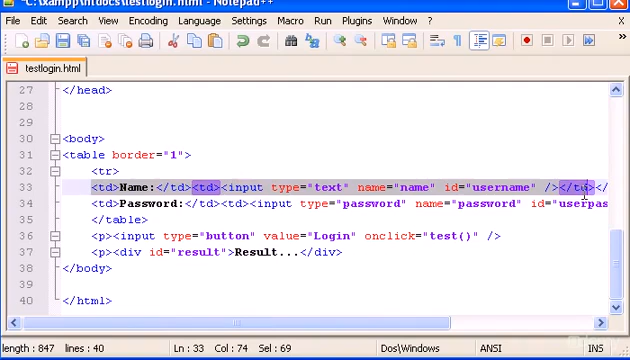 *C:\xampp\htdocs\testlogin.html - Notepad++
File Edit Search View Encoding Language Settings Macro Run Plugins Window ? X
testlogin.html
27 </head>
28
29
30 <body>
31 <table border="1">
32 <tr>
33 <td>Name:</td><td><input type="text" name="name" id="username" /></td></
34 <td>Password:</td><td><input type="password" name="password" id="userpas
35 </table>
36 <p><input type="button" value="Login" onclick="test()" />
37 <p><div id="result">Result...</div>
38 </body>
39
40 </html>
length : 847 lines : 40 Ln : 33 Col : 74 Sel : 69 Dos\Windows ANSI INS